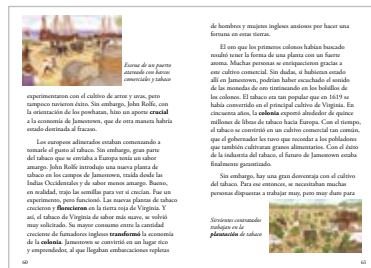 Escena de un puerto
atareado con barcos
comerciales y tabaco
experimentaron con el cultivo de arroz y uvas, pero
tampoco tuvieron éxito. Sin embargo, John Rolfe, con
la orientación de los powhatan, hizo un aporte crucial
a la economía de Jamestown, que de otra manera habría
estado destinada al fracaso.
Los europeos adinerados estaban comenzando a
tomarle el gusto al tabaco. Sin embargo, gran parte
del tabaco que se enviaba a Europa tenía un sabor
amargo. John Rolfe introdujo una nueva planta de
tabaco en los campos de Jamestown, traída desde las
Indias Occidentales y de sabor menos amargo. Bueno,
en realidad, trajo las semillas para ver si crecían. Fue un
experimento, pero funcionó. Las nuevas plantas de tabaco
crecieron y florecieron en la tierra roja de Virginia. Y
así, el tabaco de Virginia de sabor más suave, se volvió
muy solicitado. Su mayor consumo entre la cantidad
creciente de fumadores ingleses transformó la economía
de la colonia. Jamestown se convirtió en un lugar rico
y emprendedor, al que llegaban embarcaciones repletas
60
de hombres y mujeres ingleses ansiosos por hacer una
fortuna en estas tierras.
El oro que los primeros colonos habían buscado
resultó tener la forma de una planta con un fuerte
aroma. Muchas personas se enriquecieron gracias a
este cultivo comercial. Sin dudas, si hubieran estado
allí en Jamestown, podrían haber escuchado el sonido
de las monedas de oro tintineando en los bolsillos de
los colonos. El tabaco era tan popular que en 1619 se
había convertido en el principal cultivo de Virginia. En
cincuenta años, la colonia exportó alrededor de quince
millones de libras de tabaco hacia Europa. Con el tiempo,
el tabaco se convirtió en un cultivo comercial tan común,
que el gobernador les tuvo que recordar a los pobladores
que también cultivaran granos alimentarios. Con el éxito
de la industria del tabaco, el futuro de Jamestown estaba
finalmente garantizado.
Sin embargo, hay una gran desventaja con el cultivo
del tabaco. Para ese entonces, se necesitaban muchas
personas dispuestas a trabajar muy, pero muy duro para
Sirvientes contratados
trabajan en la
plantación de tabaco
61